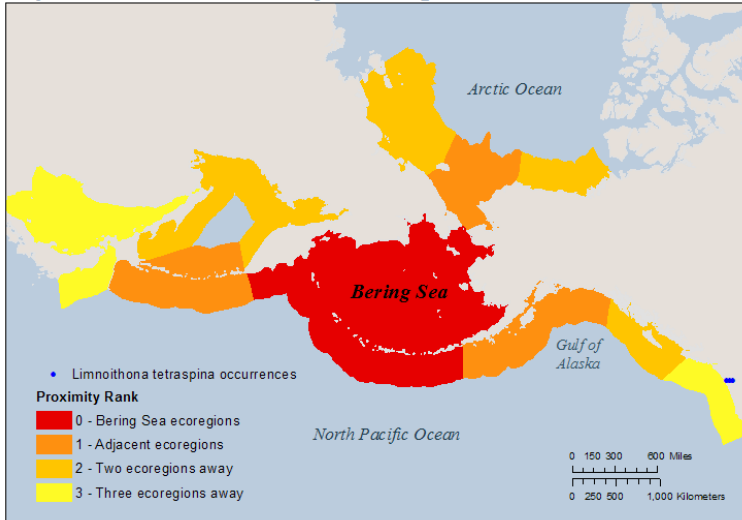 Arctic Ocean
Bering Sea
Gulf of
Alaska
Limnoithona tetraspina occurrences
Proximity Rank
0 - Bering Sea ecoregions
1 - Adjacent ecoregions
2 - Two ecoregions away
3 - Three ecoregions away
North Pacific Ocean
0 150 300 600 Miles
0 250 500 1,000 Kilometers